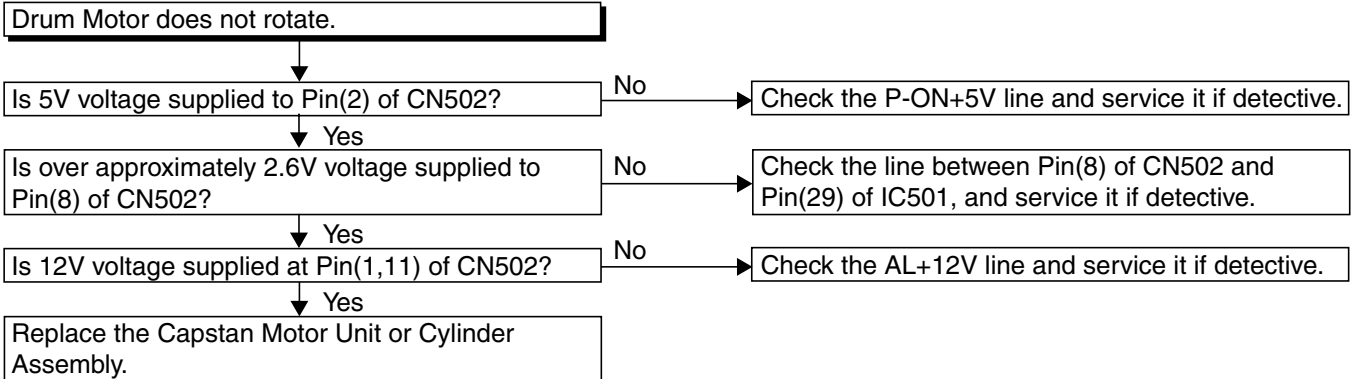 Drum Motor does not rotate.
Is 5V voltage supplied to Pin(2) of CN502?
No
Check the P-ON+5V line and service it if detective.
Yes
Is over approximately 2.6V voltage supplied to
Pin(8) of CN502?
No
Check the line between Pin(8) of CN502 and
Pin(29) of IC501, and service it if detective.
Yes
Is 12V voltage supplied at Pin(1,11) of CN502?
No
Check the AL+12V line and service it if detective.
Yes
Replace the Capstan Motor Unit or Cylinder
Assembly.